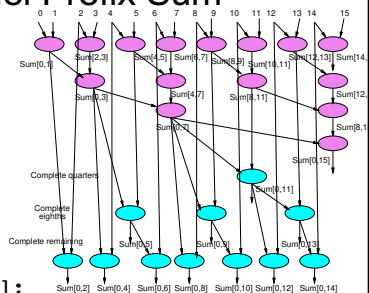 el Prefix Sum
0 1 2 3 4 5 6 7 8 9 10 11 12 13 14 15
Sum[0,1] Sum[2,3] Sum[4,5] Sum[6,7] Sum[8,9] Sum[10,11] Sum[12,13] Sum[14,
Sum[0,3] Sum[4,7] Sum[8,11] Sum[12,
Sum[0,7] Sum[8,1
Sum[0,15]
Complete quarters
Sum[0,11]
Complete
eighths
Sum[0,5] Sum[0,9] Sum[0,13]
Complete remaining
Sum[0,2] Sum[0,4] Sum[0,6] Sum[0,8] Sum[0,10] Sum[0,12] Sum[0,14]
];